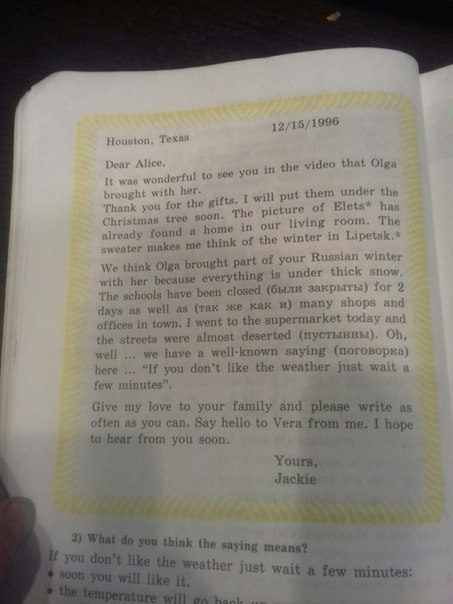 Houston, Texas
12/15/1996
Dear Alice,
It was wonderful to see you in the video that Olga
brought with her.
Thank you for the gifts. I will put them under the
Christmas tree soon. The picture of Elets* has
already found a home in our living room. The
sweater makes me think of the winter in Lipetsk.*
We think Olga brought part of your Russian winter
with her because everything is under thick snow.
The schools have been closed (были закрыты) for 2
days as well as (так же как и) many shops and
offices in town. I went to the supermarket today and
the streets were almost deserted (пустынны). Oh,
well ... we have a well-known saying (поговорка)
here ... “If you don't like the weather just wait a
few minutes”.
Give my love to your family and please write as
often as you can. Say hello to Vera from me. I hope
to hear from you soon.
Yours,
Jackie
2) What do you think the saying means?
If you don't like the weather just wait a few minutes:
• soon you will like it.
• the temperature will go back